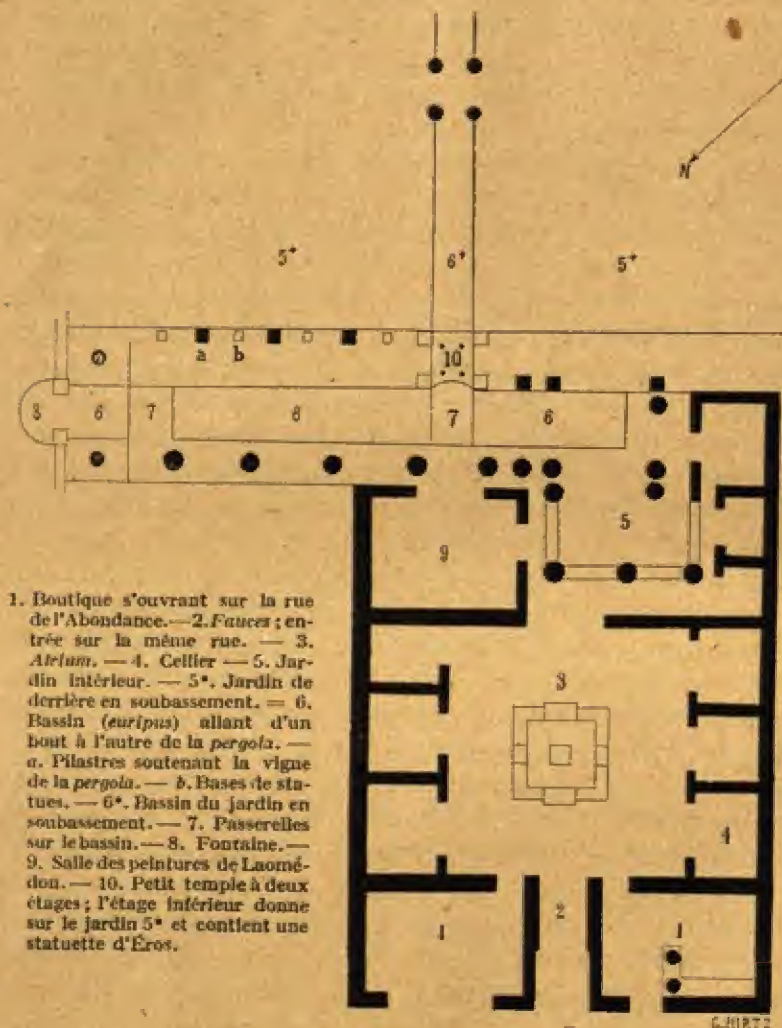 N
5*
6*
5*
a
b
10
8
6
7
6
7
6
9
5
3
4
2
1
1
1. Boutique s'ouvrant sur la rue
de l'Abondance.—2. Fauces ; en-
trée sur la même rue. — 3.
Atrium. — 4. Cellier — 5. Jar-
din intérieur. — 5*. Jardin de
derrière en soubassement. — 6.
Bassin (euripus) allant d'un
bout à l'autre de la pergola. —
a. Pilastres soutenant la vigne
de la pergola. — b. Bases de sta-
tues. — 6*. Bassin du jardin en
soubassement. — 7. Passerelles
sur le bassin. — 8. Fontaine. —
9. Salle des peintures de Laomé-
don. — 10. Petit temple à deux
étages ; l'étage inférieur donne
sur le jardin 5* et contient une
statuette d'Éros.
G. HIRTZ